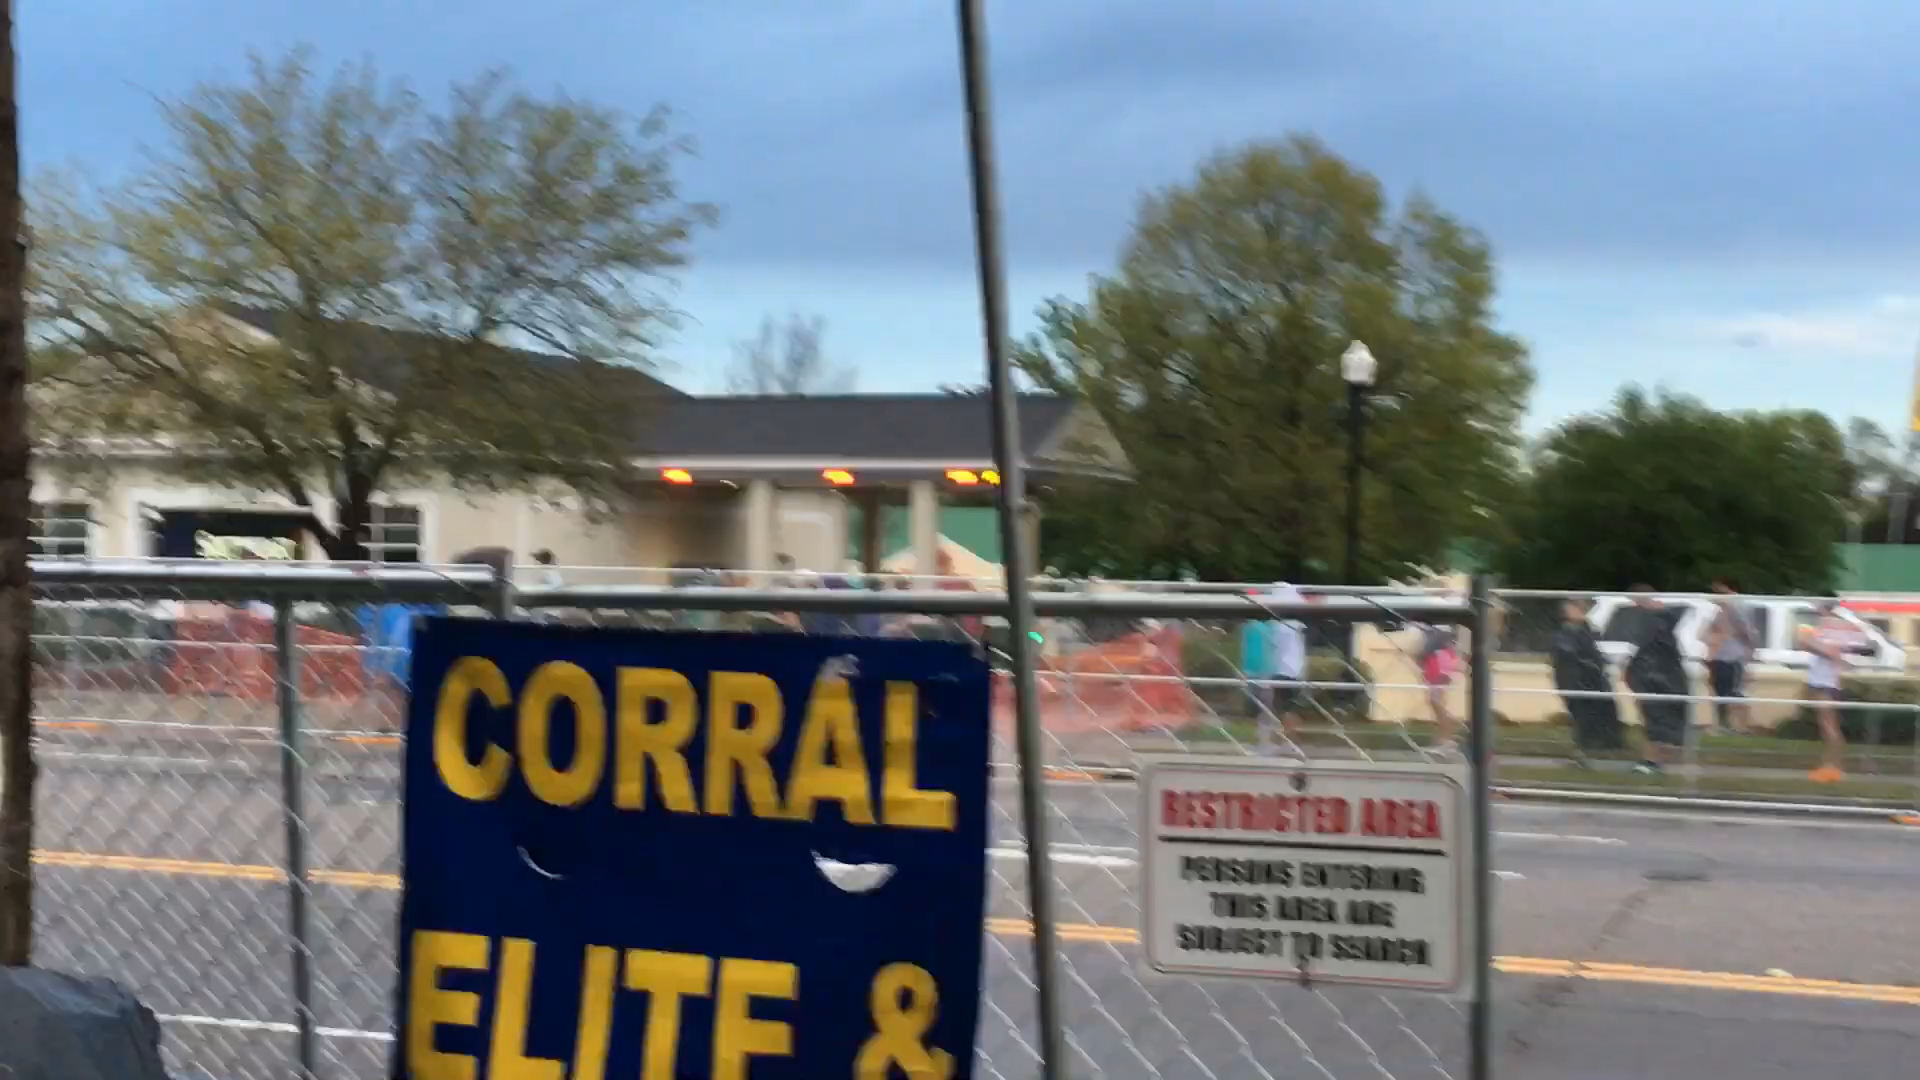 CORRAL
ELITE &
RESTRICTED AREA
PERSONS ENTERING
THIS AREA ARE
SUBJECT TO SEARCH